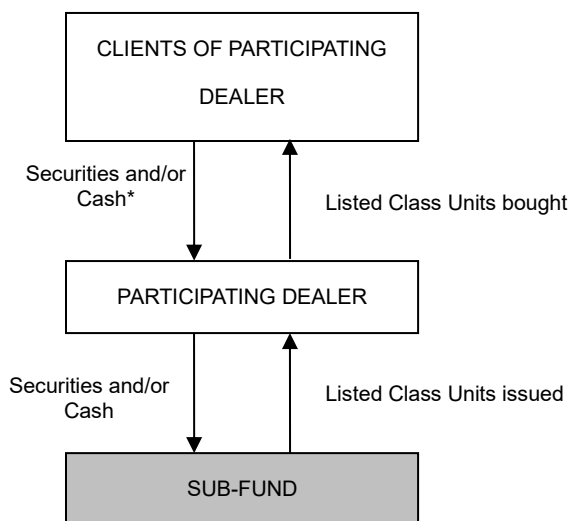 CLIENTS OF PARTICIPATING
DEALER
Securities and/or
Cash*
Listed Class Units bought
PARTICIPATING DEALER
Securities and/or
Cash
Listed Class Units issued
SUB-FUND